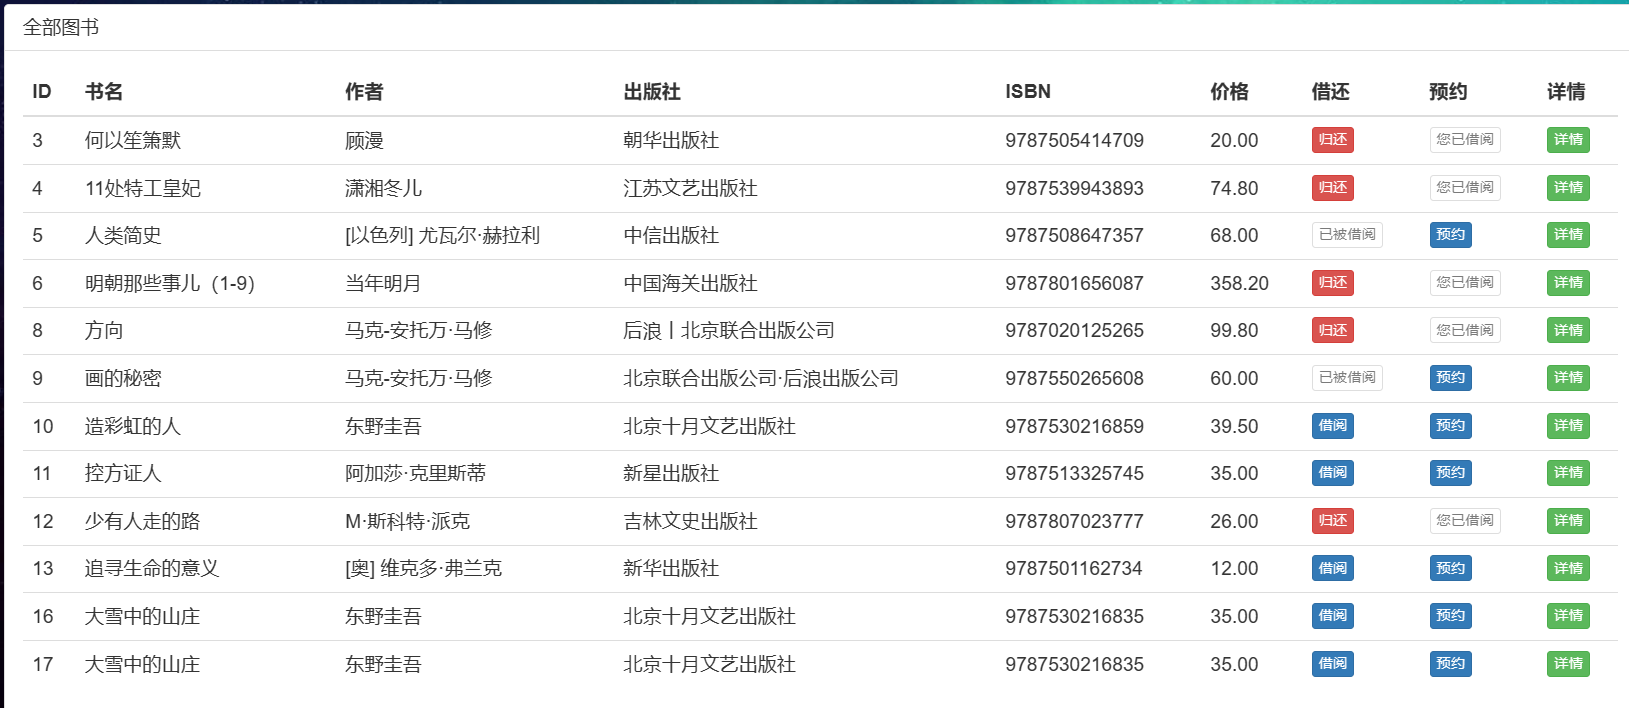 全部图书
ID 书名 作者 出版社 ISBN 价格 借还 预约 详情
3 何以笙箫默 顾漫 朝华出版社 9787505414709 20.00 归还 您已借阅 详情
4 11处特工皇妃 潇湘冬儿 江苏文艺出版社 9787539943893 74.80 归还 您已借阅 详情
5 人类简史 [以色列] 尤瓦尔·赫拉利 中信出版社 9787508647357 68.00 已被借阅 预约 详情
6 明朝那些事儿（1-9） 当年明月 中国海关出版社 9787801656087 358.20 归还 您已借阅 详情
8 方向 马克-安托万·马修 后浪丨北京联合出版公司 9787020125265 99.80 归还 您已借阅 详情
9 画的秘密 马克-安托万·马修 北京联合出版公司·后浪出版公司 9787550265608 60.00 已被借阅 预约 详情
10 造彩虹的人 东野圭吾 北京十月文艺出版社 9787530216859 39.50 借阅 预约 详情
11 控方证人 阿加莎·克里斯蒂 新星出版社 9787513325745 35.00 借阅 预约 详情
12 少有人走的路 M·斯科特·派克 吉林文史出版社 9787807023777 26.00 归还 您已借阅 详情
13 追寻生命的意义 [奥] 维克多·弗兰克 新华出版社 9787501162734 12.00 借阅 预约 详情
16 大雪中的山庄 东野圭吾 北京十月文艺出版社 9787530216835 35.00 借阅 预约 详情
17 大雪中的山庄 东野圭吾 北京十月文艺出版社 9787530216835 35.00 借阅 预约 详情